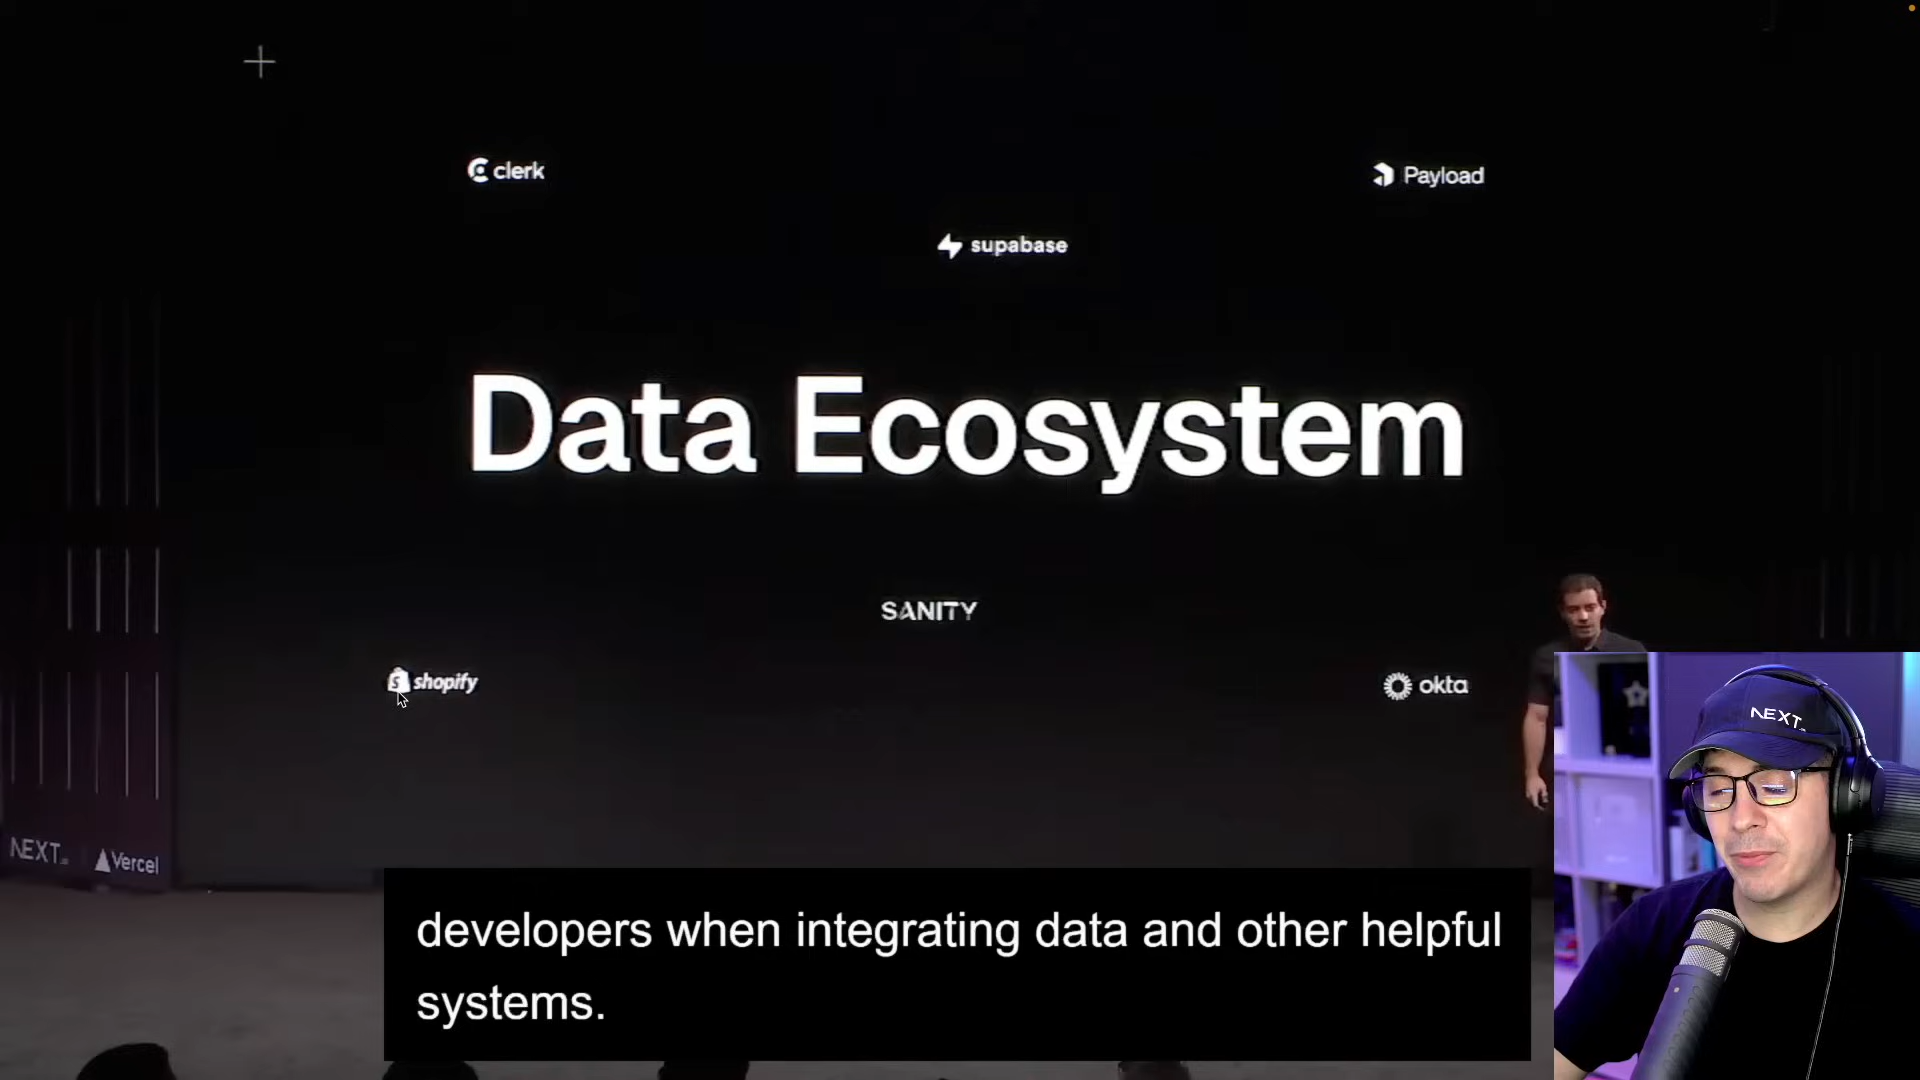 clerk
Payload
supabase
Data Ecosystem
SANITY
shopify
okta
NEXT
NEXT
Vercel
developers when integrating data and other helpful
systems.